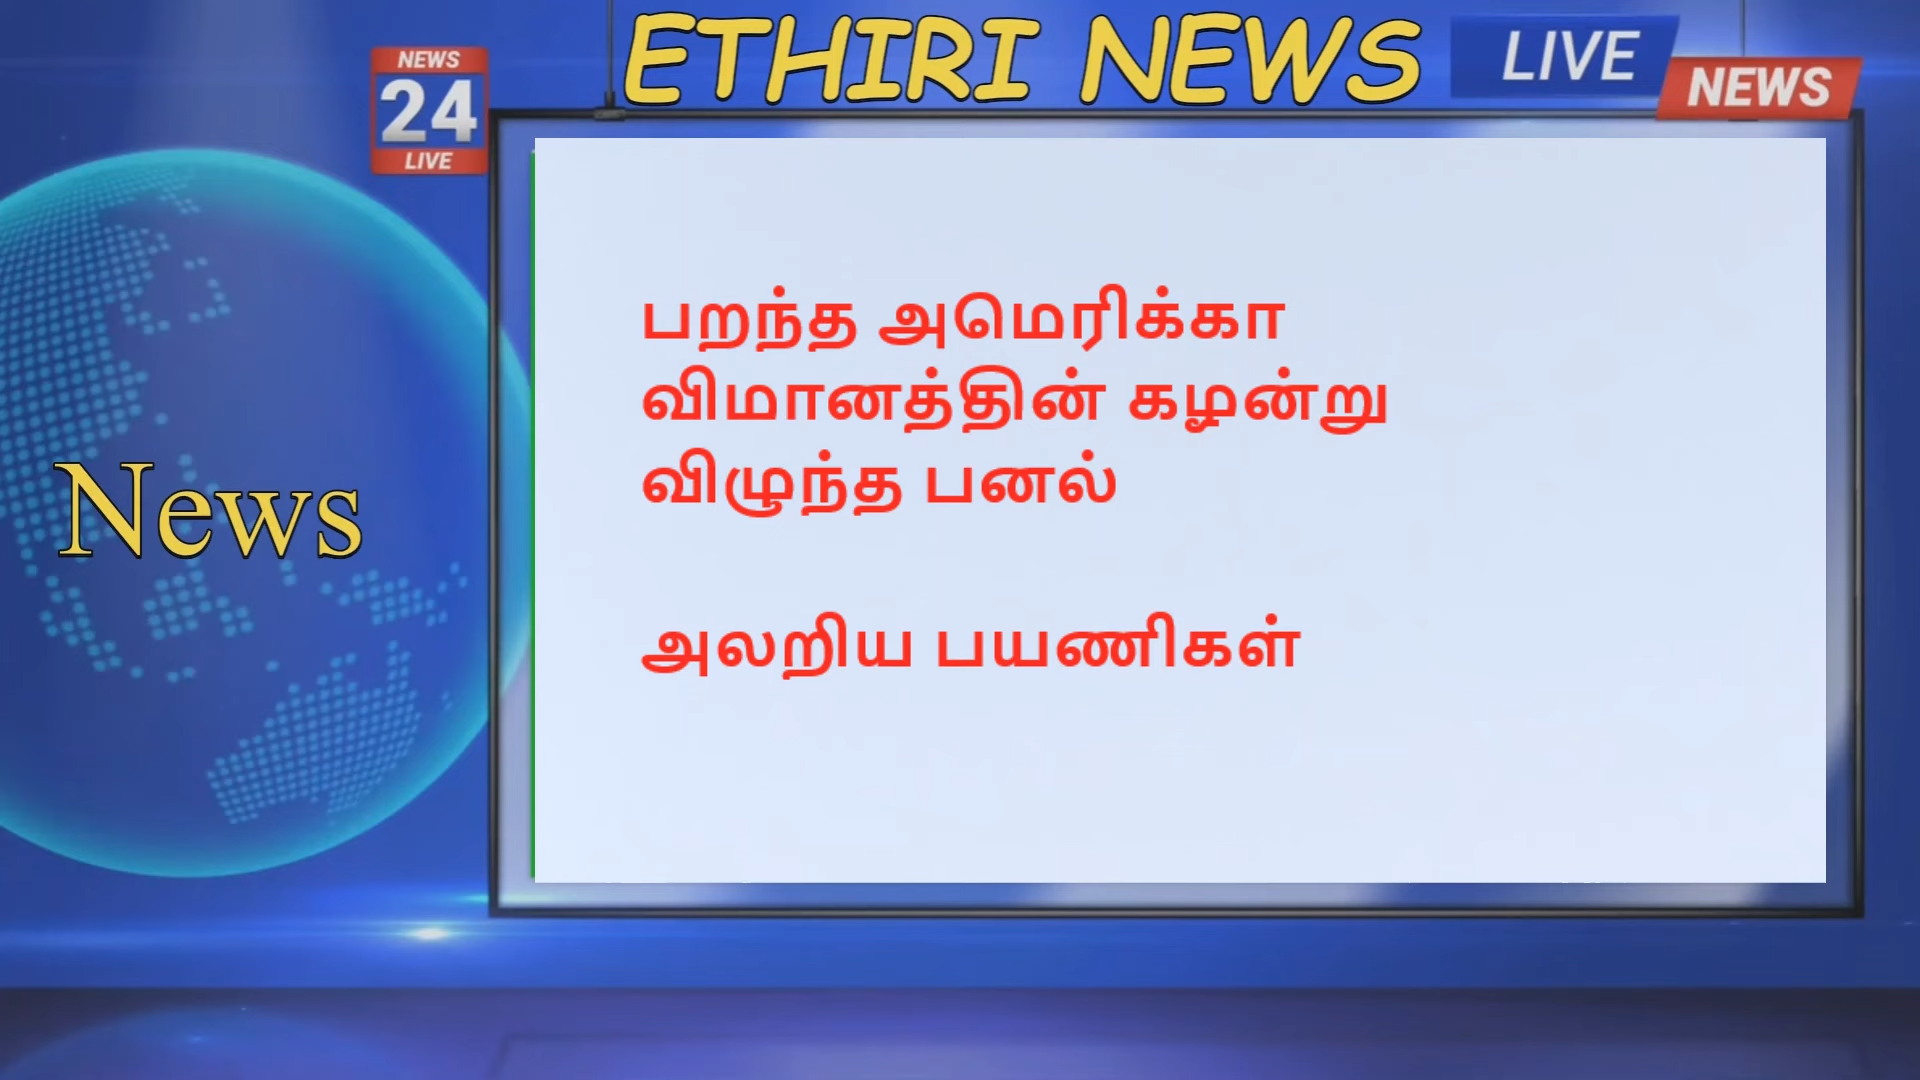 ETHIRI NEWS
LIVE
NEWS
NEWS
24
LIVE
பறந்த அமெரிக்கா
விமானத்தின் கழன்று
விழுந்த பனல்
அலறிய பயணிகள்
News